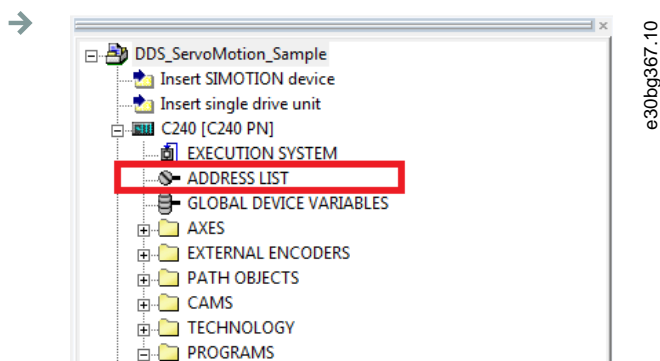 DDS_ServoMotion_Sample
Insert SIMOTION device
Insert single drive unit
C240 [C240 PN]
EXECUTION SYSTEM
ADDRESS LIST
GLOBAL DEVICE VARIABLES
AXES
EXTERNAL ENCODERS
PATH OBJECTS
CAMS
TECHNOLOGY
PROGRAMS
e30bg367.10